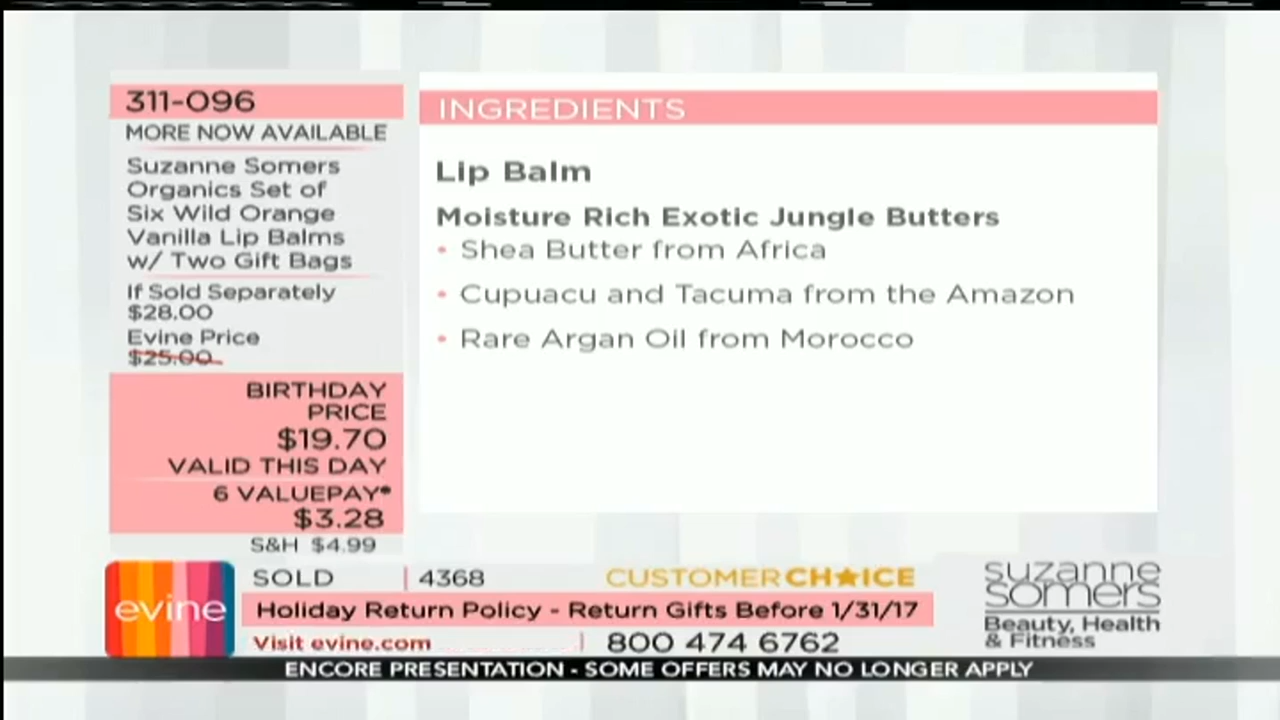 311-096
MORE NOW AVAILABLE
Suzanne Somers
Organics Set of
Six Wild Orange
Vanilla Lip Balms
w/ Two Gift Bags
If Sold Separately
$28.00
Evine Price
$25.00
BIRTHDAY
PRICE
$19.70
VALID THIS DAY
6 VALUEPAY®
$3.28
S&H $4.99
INGREDIENTS
Lip Balm
Moisture Rich Exotic Jungle Butters
• Shea Butter from Africa
• Cupuacu and Tacuma from the Amazon
• Rare Argan Oil from Morocco
evine
SOLD 4368
CUSTOMER CH★ICE
Holiday Return Policy - Return Gifts Before 1/31/17
Visit evine.com 800 474 6762
suzanne
somers
Beauty, Health
& Fitness
ENCORE PRESENTATION - SOME OFFERS MAY NO LONGER APPLY